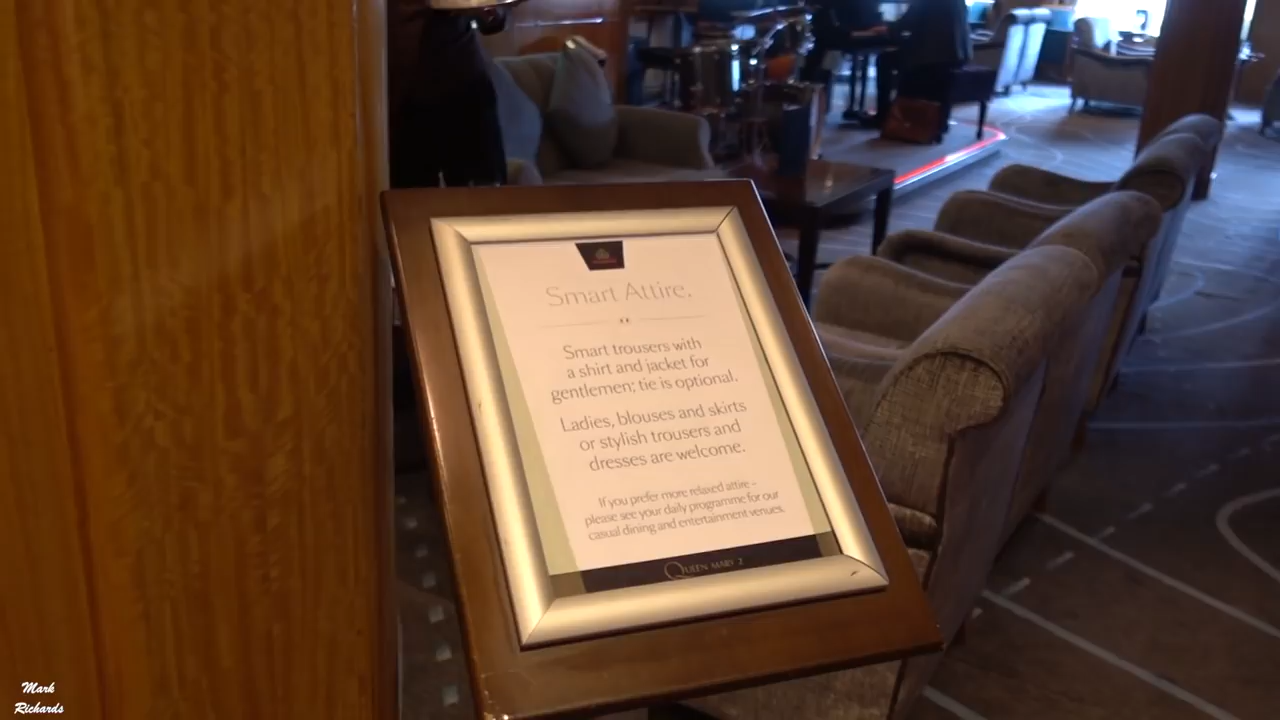 Smart Attire.
Smart trousers with
a shirt and jacket for
gentlemen; tie is optional.
Ladies, blouses and skirts
or stylish trousers and
dresses are welcome.
If you prefer more relaxed attire –
please see your daily programme for our
casual dining and entertainment venues.
QUEEN MARY 2
Mark
Richards